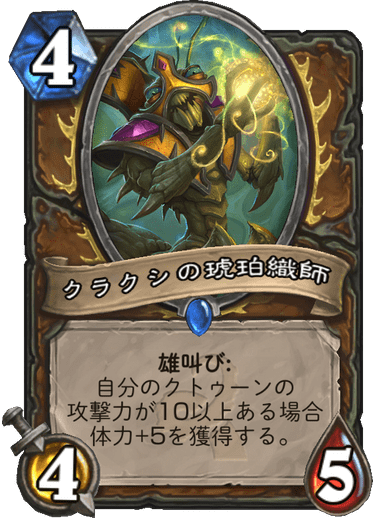 4
クラクシの琥珀織師
雄叫び:
自分のクトゥーンの
攻撃力が10以上ある場合
体力+5を獲得する。
4
5